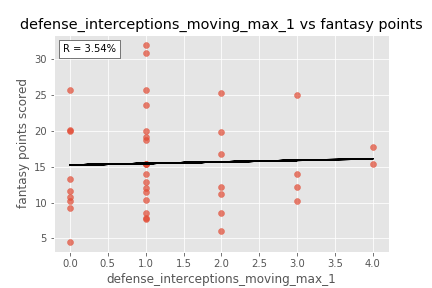 defense_interceptions_moving_max_1 vs fantasy points
R = 3.54%
fantasy points scored
30
25
20
15
10
5
0.0 0.5 1.0 1.5 2.0 2.5 3.0 3.5 4.0
defense_interceptions_moving_max_1